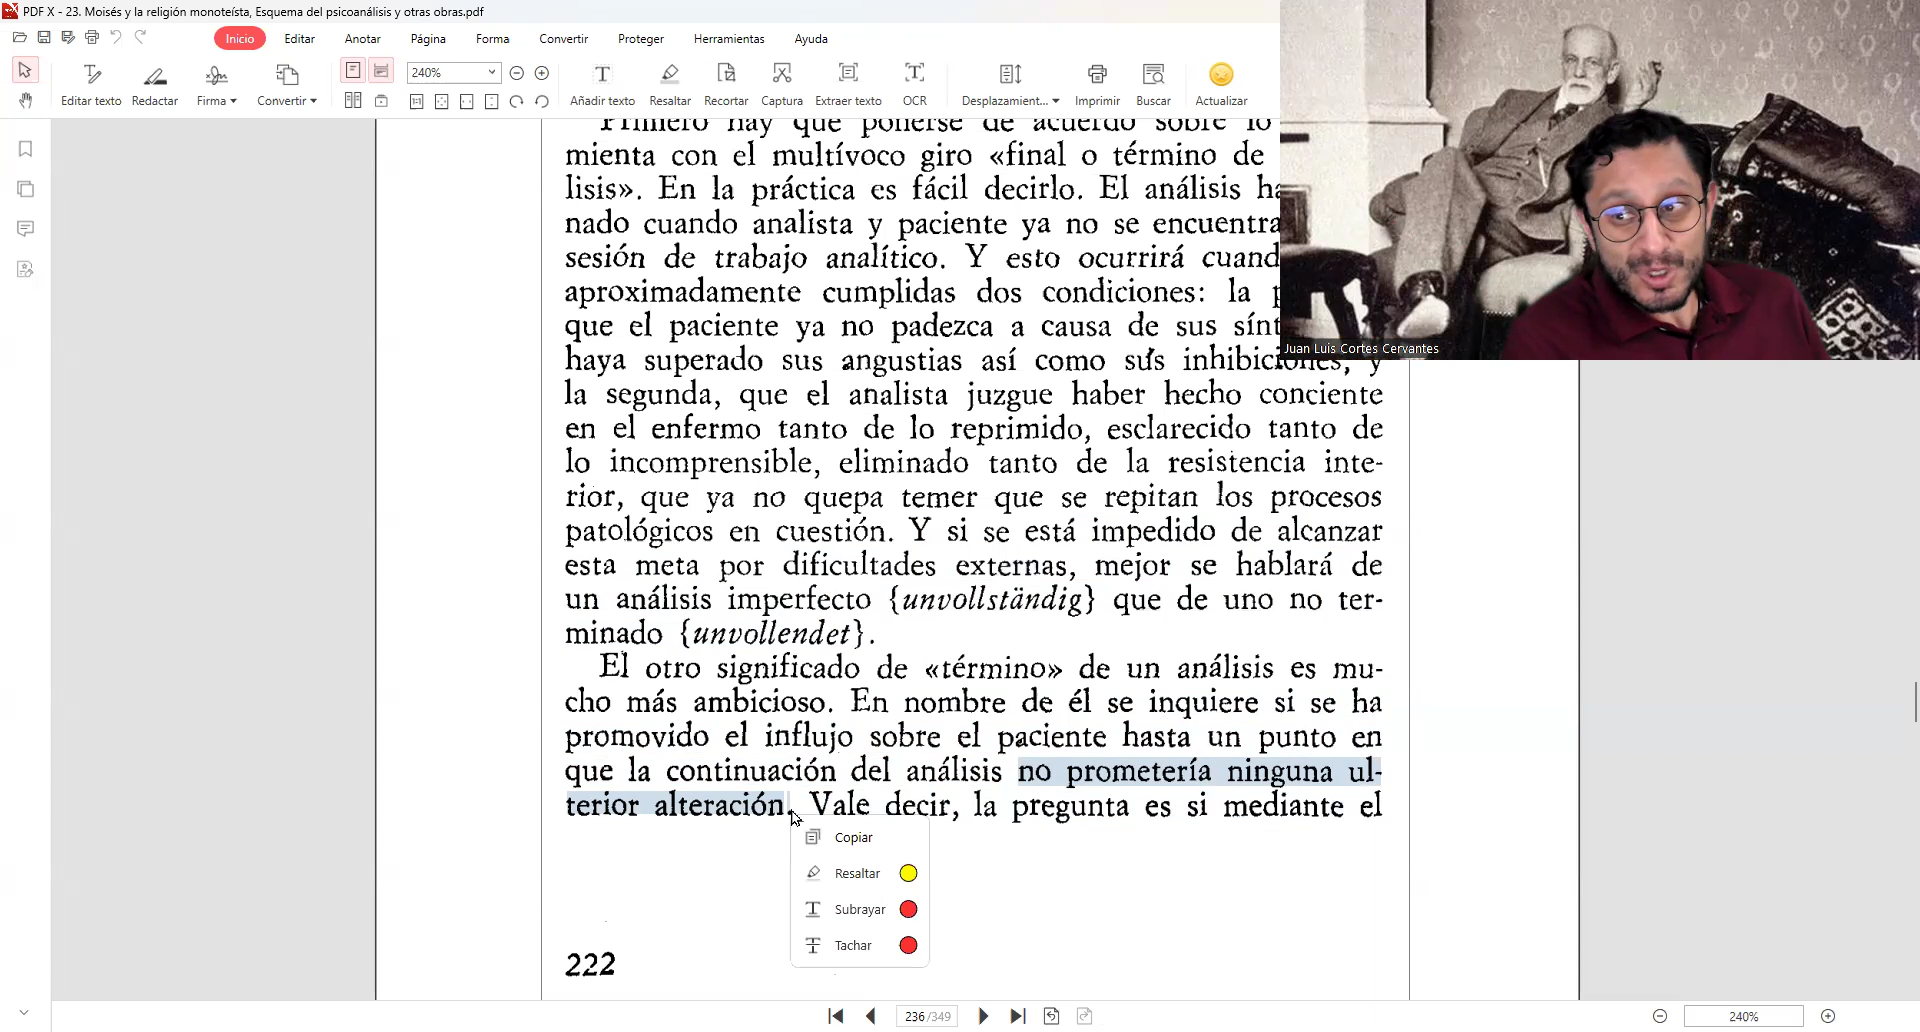 PDF X - 23. Moisés y la religión monoteísta, Esquema del psicoanálisis y otras obras.pdf
Inicio Editar Anotar Página Forma Convertir Proteger Herramientas Ayuda
240%
Editar texto Redactar Firma Convertir Añadir texto Resaltar Recortar Captura Extraer texto OCR Desplazamient... Imprimir Buscar Actualizar
Juan Luis Cortes Cervantes
Primero hay que ponerse de acuerdo sobre lo
mienta con el multívoco giro «final o término de
lisis». En la práctica es fácil decirlo. El análisis ha
nado cuando analista y paciente ya no se encuentra
sesión de trabajo analítico. Y esto ocurrirá cuand
aproximadamente cumplidas dos condiciones: la p
que el paciente ya no padezca a causa de sus sínt
haya superado sus angustias así como sus inhibiciones, y
la segunda, que el analista juzgue haber hecho conciente
en el enfermo tanto de lo reprimido, esclarecido tanto de
lo incomprensible, eliminado tanto de la resistencia inte-
rior, que ya no quepa temer que se repitan los procesos
patológicos en cuestión. Y si se está impedido de alcanzar
esta meta por dificultades externas, mejor se hablará de
un análisis imperfecto {unvollständig} que de uno no ter-
minado {unvollendet}.
El otro significado de «término» de un análisis es mu-
cho más ambicioso. En nombre de él se inquiere si se ha
promovido el influjo sobre el paciente hasta un punto en
que la continuación del análisis no prometería ninguna ul-
terior alteración. Vale decir, la pregunta es si mediante el
Copiar
Resaltar
Subrayar
Tachar
222
236/349
240%